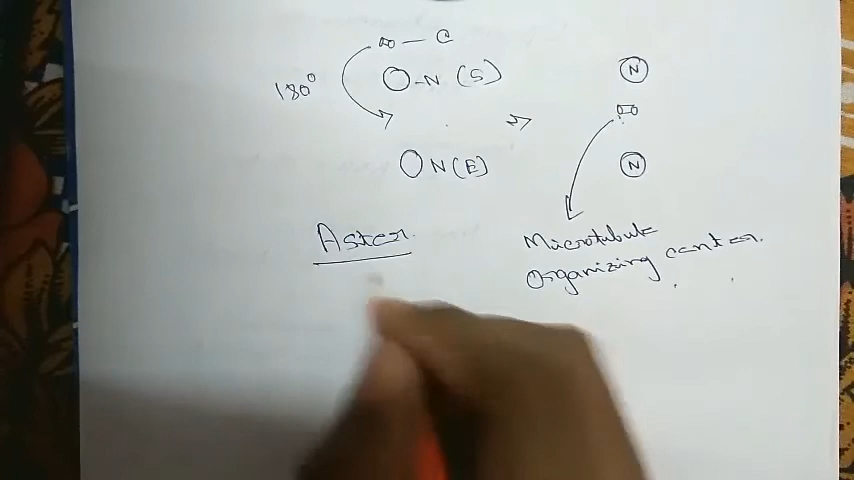 C
180°
N (S)
N
N (E)
N
Aster
Microtubule
Organizing center.